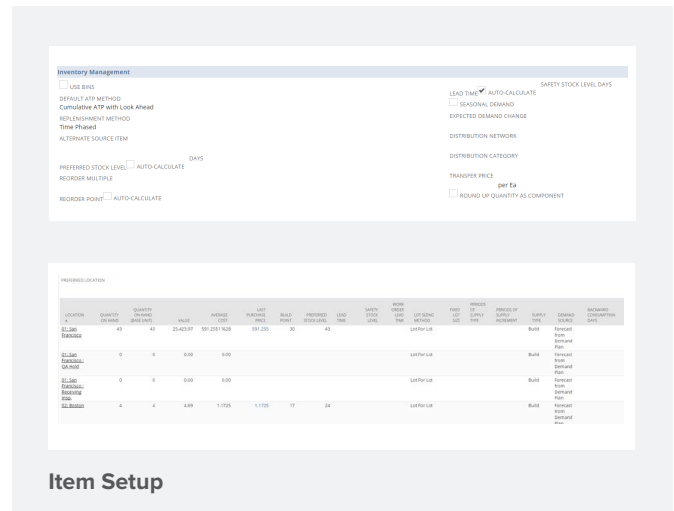 Inventory Management
USE BINS
DEFAULT ATP METHOD
Cumulative ATP with Look Ahead
REPLENISHMENT METHOD
Time Phased
ALTERNATE SOURCE ITEM
DAYS
PREFERRED STOCK LEVEL AUTO-CALCULATE
REORDER MULTIPLE
REORDER POINT AUTO-CALCULATE
SAFETY STOCK LEVEL DAYS
LEAD TIME AUTO-CALCULATE
SEASONAL DEMAND
EXPECTED DEMAND CHANGE
DISTRIBUTION NETWORK
DISTRIBUTION CATEGORY
TRANSFER PRICE
per Ea
ROUND UP QUANTITY AS COMPONENT
PREFERRED LOCATION
LOCATION QUANTITY ON HAND QUANTITY ON HAND (BASE UNIT) VALUE AVERAGE COST LAST PURCHASE PRICE BUILD POINT PREFERRED STOCK LEVEL LEAD TIME SAFETY STOCK LEVEL WORK ORDER LEAD TIME LOT SIZING METHOD FIXED LOT SIZE PERIODS OF SUPPLY TYPE PERIODS OF SUPPLY INCREMENT SUPPLY TYPE DEMAND SOURCE BACKWARD CONSUMPTION DAYS
01: San Francisco 43 43 25,423.97 591.25 591.255 30 43 Lot For Lot Build Forecast from Demand Plan
01: San Francisco : QA Hold 0 0 0.00 0.00 Lot For Lot Build Forecast from Demand Plan
01: San Francisco : Receiving Insp. 0 0 0.00 0.00 Lot For Lot Build Forecast from Demand Plan
02: Boston 4 4 4.69 1.1725 1.1725 17 24 Lot For Lot Build Forecast from Demand Plan
Item Setup